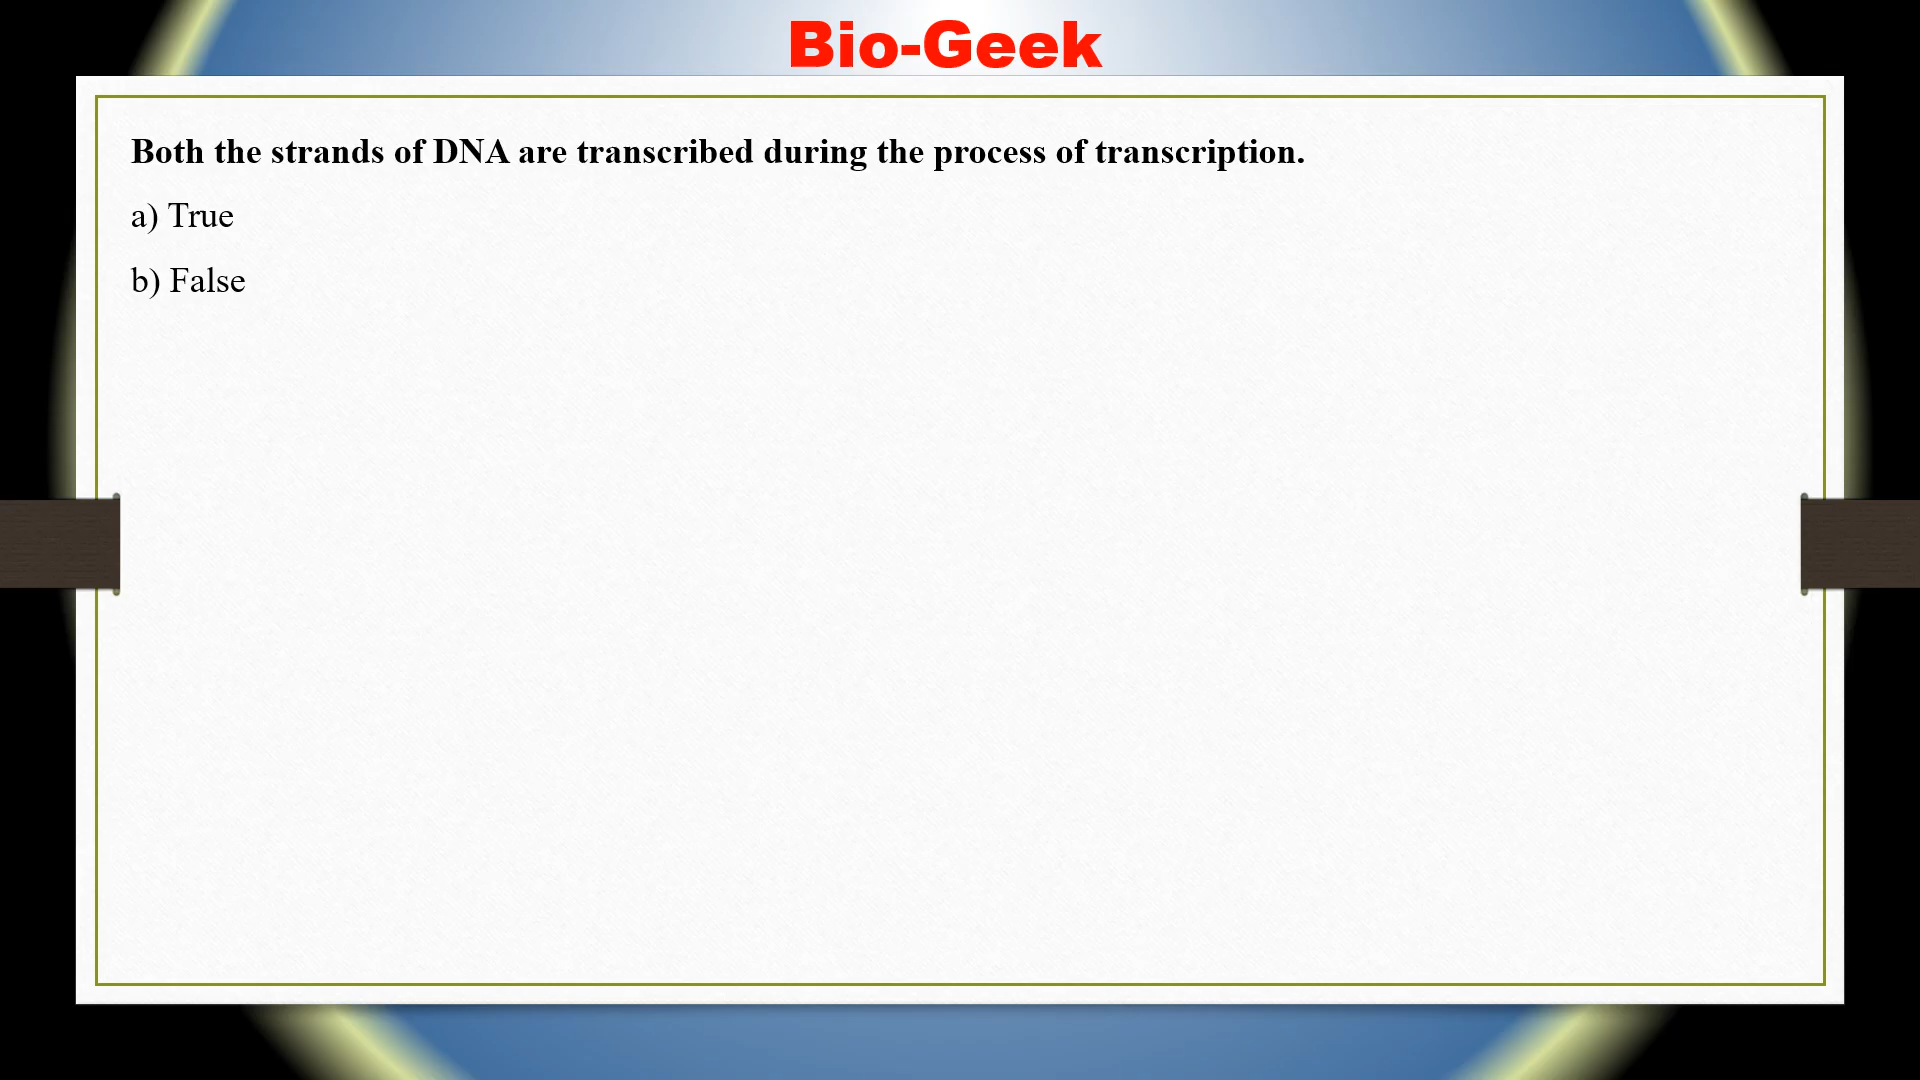 Bio-Geek
Both the strands of DNA are transcribed during the process of transcription.
a) True
b) False